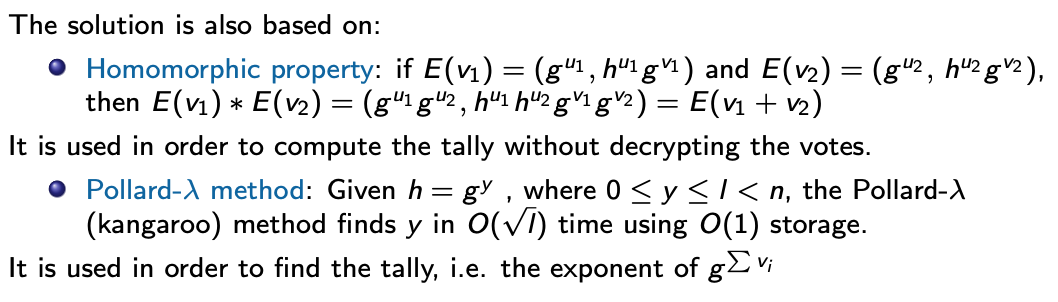 The solution is also based on:
Homomorphic property: if E(v₁) = (g^{u₁}, h^{u₁}g^{v₁}) and E(v₂) = (g^{u₂}, h^{u₂}g^{v₂}),
then E(v₁) ∗ E(v₂) = (g^{u₁}g^{u₂}, h^{u₁}h^{u₂}g^{v₁}g^{v₂}) = E(v₁ + v₂)
It is used in order to compute the tally without decrypting the votes.
Pollard-λ method: Given h = g^y , where 0 ≤ y ≤ l < n, the Pollard-λ
(kangaroo) method finds y in O(√l) time using O(1) storage.
It is used in order to find the tally, i.e. the exponent of g^{∑ vᵢ}